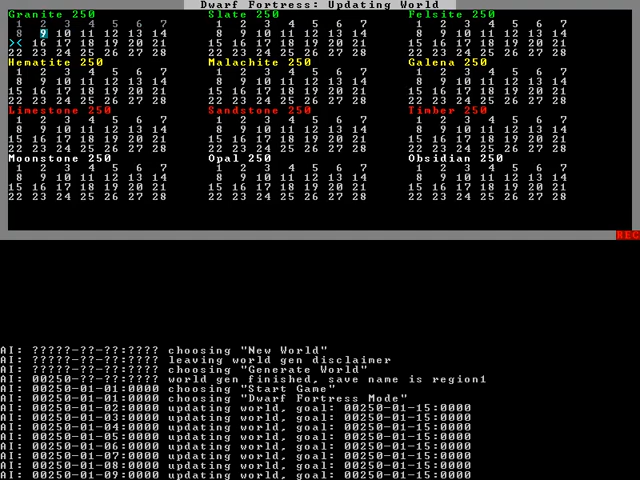 Dwarf Fortress: Updating World
Granite 250 Slate 250 Felsite 250
1 2 3 4 5 6 7 1 2 3 4 5 6 7 1 2 3 4 5 6 7
8 9 10 11 12 13 14 8 9 10 11 12 13 14 8 9 10 11 12 13 14
>< 16 17 18 19 20 21 15 16 17 18 19 20 21 15 16 17 18 19 20 21
22 23 24 25 26 27 28 22 23 24 25 26 27 28 22 23 24 25 26 27 28
Hematite 250 Malachite 250 Galena 250
1 2 3 4 5 6 7 1 2 3 4 5 6 7 1 2 3 4 5 6 7
8 9 10 11 12 13 14 8 9 10 11 12 13 14 8 9 10 11 12 13 14
15 16 17 18 19 20 21 15 16 17 18 19 20 21 15 16 17 18 19 20 21
22 23 24 25 26 27 28 22 23 24 25 26 27 28 22 23 24 25 26 27 28
Limestone 250 Sandstone 250 Timber 250
1 2 3 4 5 6 7 1 2 3 4 5 6 7 1 2 3 4 5 6 7
8 9 10 11 12 13 14 8 9 10 11 12 13 14 8 9 10 11 12 13 14
15 16 17 18 19 20 21 15 16 17 18 19 20 21 15 16 17 18 19 20 21
22 23 24 25 26 27 28 22 23 24 25 26 27 28 22 23 24 25 26 27 28
Moonstone 250 Opal 250 Obsidian 250
1 2 3 4 5 6 7 1 2 3 4 5 6 7 1 2 3 4 5 6 7
8 9 10 11 12 13 14 8 9 10 11 12 13 14 8 9 10 11 12 13 14
15 16 17 18 19 20 21 15 16 17 18 19 20 21 15 16 17 18 19 20 21
22 23 24 25 26 27 28 22 23 24 25 26 27 28 22 23 24 25 26 27 28
REC
AI: ?????-??-??:???? choosing "New World"
AI: ?????-??-??:???? leaving world gen disclaimer
AI: ?????-??-??:???? choosing "Generate World"
AI: 00250-??-??:???? world gen finished, save name is region1
AI: 00250-01-01:0000 choosing "Start Game"
AI: 00250-01-01:0000 choosing "Dwarf Fortress Mode"
AI: 00250-01-02:0000 updating world, goal: 00250-01-15:0000
AI: 00250-01-03:0000 updating world, goal: 00250-01-15:0000
AI: 00250-01-04:0000 updating world, goal: 00250-01-15:0000
AI: 00250-01-05:0000 updating world, goal: 00250-01-15:0000
AI: 00250-01-06:0000 updating world, goal: 00250-01-15:0000
AI: 00250-01-07:0000 updating world, goal: 00250-01-15:0000
AI: 00250-01-08:0000 updating world, goal: 00250-01-15:0000
AI: 00250-01-09:0000 updating world, goal: 00250-01-15:0000